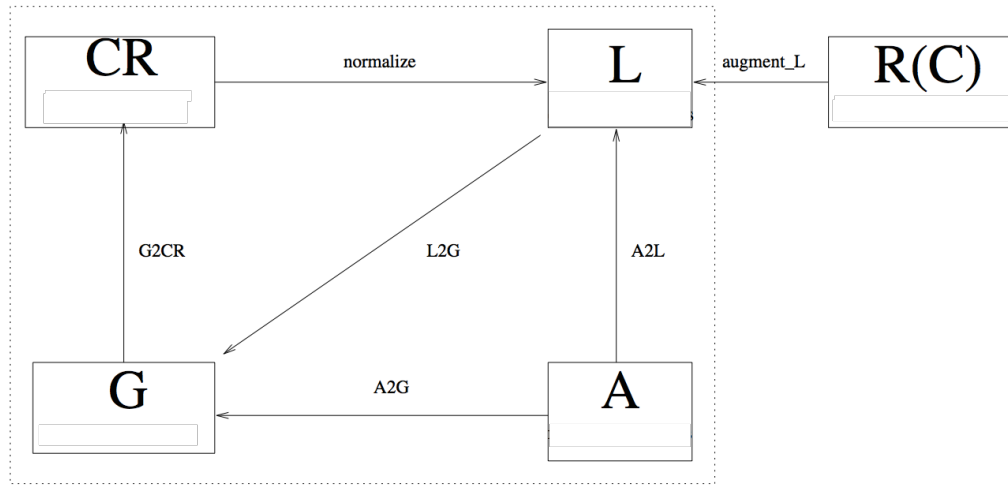 CR
normalize
L
augment_L
R(C)
G2CR
L2G
A2L
G
A2G
A